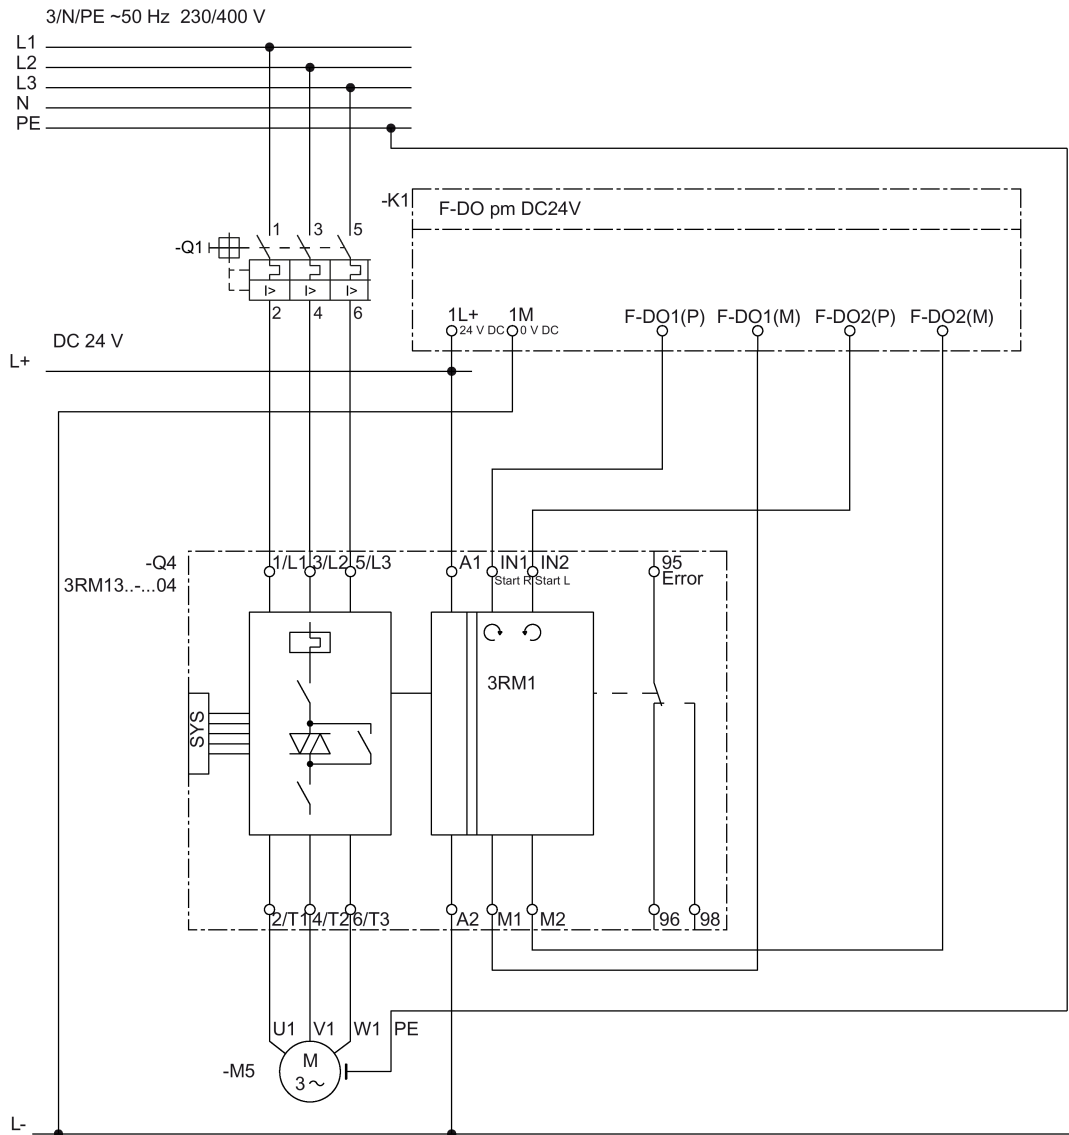 3/N/PE ~50 Hz 230/400 V
L1
L2
L3
N
PE
-K1
F-DO pm DC24V
1 3 5
-Q1
I> I> I>
2 4 6
1L+ 1M F-DO1(P) F-DO1(M) F-DO2(P) F-DO2(M)
24 V DC 0 V DC
DC 24 V
L+
-Q4
1/L1 3/L2 5/L3 A1 IN1 IN2 95
3RM13..-...04
Start R Start L Error
3RM1
SYS
2/T1 4/T2 6/T3 A2 M1 M2 96 98
U1 V1 W1 PE
-M5
M
3~
L-